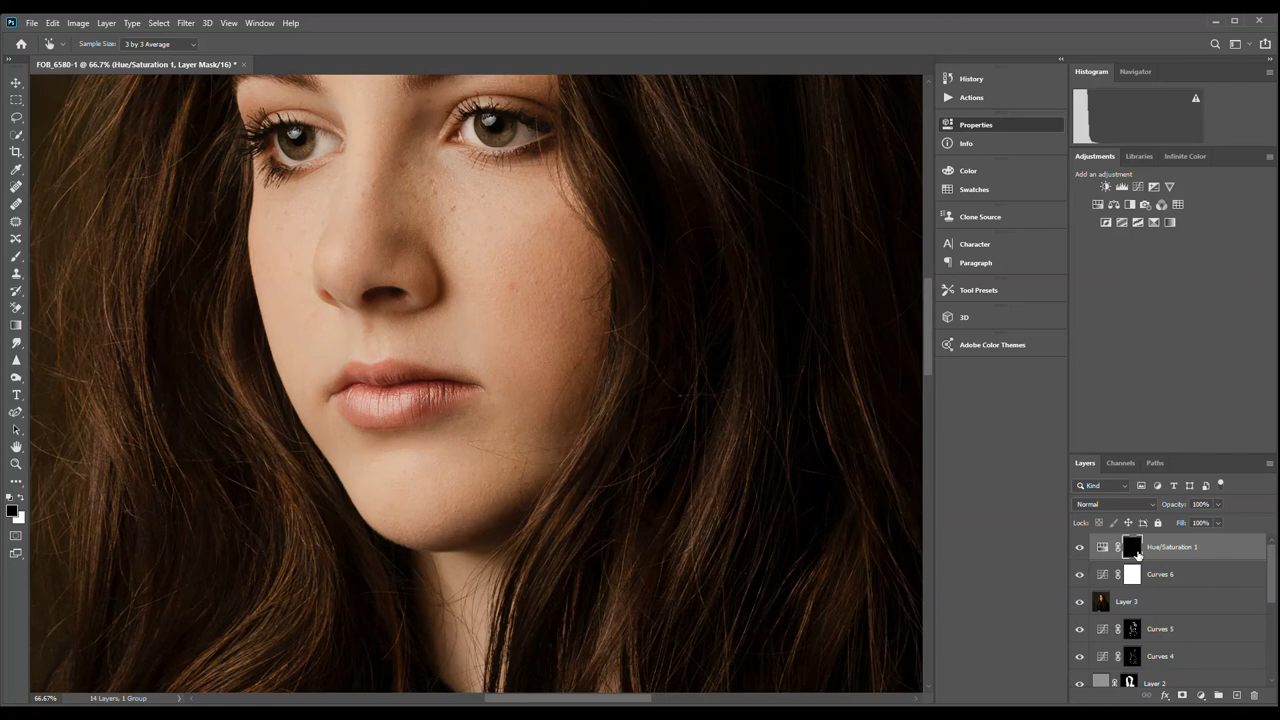 Ps File Edit Image Layer Type Select Filter 3D View Window Help
Sample Size: 3 by 3 Average
FOB_6580-1 @ 66.7% (Hue/Saturation 1, Layer Mask/16) * ×
History
Actions
Properties
Info
Color
Swatches
Clone Source
Character
Paragraph
Tool Presets
3D
Adobe Color Themes
Histogram Navigator
Adjustments Libraries Infinite Color
Add an adjustment
Layers Channels Paths
Kind
Normal Opacity: 100%
Lock: Fill: 100%
Hue/Saturation 1
Curves 6
Layer 3
Curves 5
Curves 4
Layer 2
66.67% 14 Layers, 1 Group